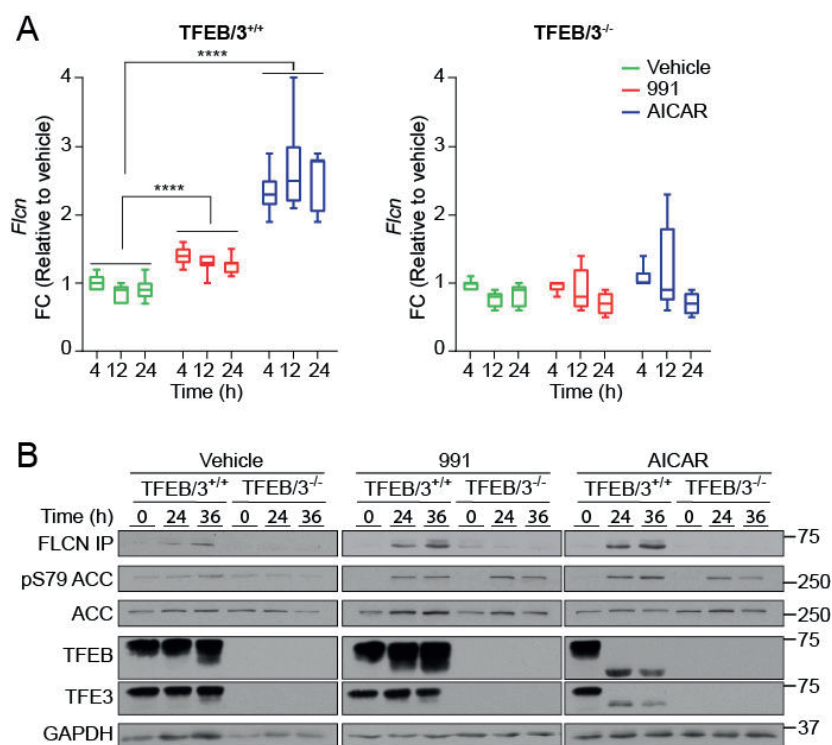 A
TFEB/3+/+
TFEB/3-/-
****
****
Vehicle
991
AICAR
Flcn
FC (Relative to vehicle)
4
3
2
1
0
4 12 24 4 12 24 4 12 24
Time (h)
Flcn
FC (Relative to vehicle)
4
3
2
1
0
4 12 24 4 12 24 4 12 24
Time (h)
B
Vehicle 991 AICAR
TFEB/3+/+ TFEB/3-/- TFEB/3+/+ TFEB/3-/- TFEB/3+/+ TFEB/3-/-
Time (h) 0 24 36 0 24 36 0 24 36 0 24 36 0 24 36 0 24 36
FLCN IP 75
pS79 ACC 250
ACC 250
TFEB 75
TFE3 75
GAPDH 37